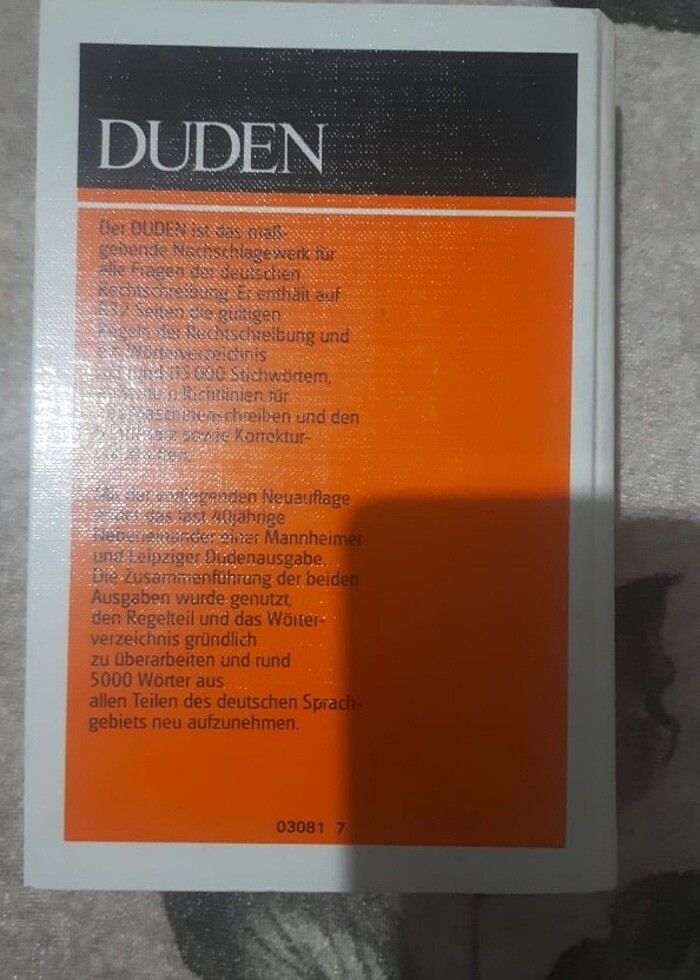 DUDEN
Der DUDEN ist das maß-
gebende Nachschlagewerk für
alle Fragen der deutschen
Rechtschreibung. Er enthält auf
832 Seiten die gültigen
Regeln der Rechtschreibung und
ein Wörterverzeichnis
mit rund 115 000 Stichwörtern,
Richtlinien für
Maschinenschreiben und den
sowie Korrektur-
Mit der vorliegenden Neuauflage
endet das fast 40jährige
Nebeneinander einer Mannheimer
und Leipziger Dudenausgabe.
Die Zusammenführung der beiden
Ausgaben wurde genutzt,
den Regelteil und das Wörter-
verzeichnis gründlich
zu überarbeiten und rund
5000 Wörter aus
allen Teilen des deutschen Sprach-
gebiets neu aufzunehmen.
03081 7